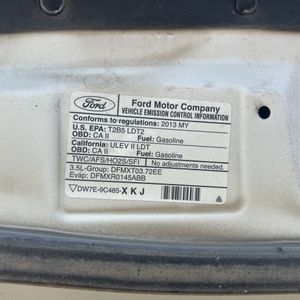 Ford
Ford Motor Company
VEHICLE EMISSION CONTROL INFORMATION
Conforms to regulations: 2013 MY
U.S. EPA: T2B5 LDT2
OBD: CA II Fuel: Gasoline
California: ULEV II LDT
OBD: CA II Fuel: Gasoline
TWC/AFS/HO2S/SFI No adjustments needed.
3.5L-Group: DFMXT03.72EE
Evap: DFMXR0145ABB
DW7E-9C485-XKJ